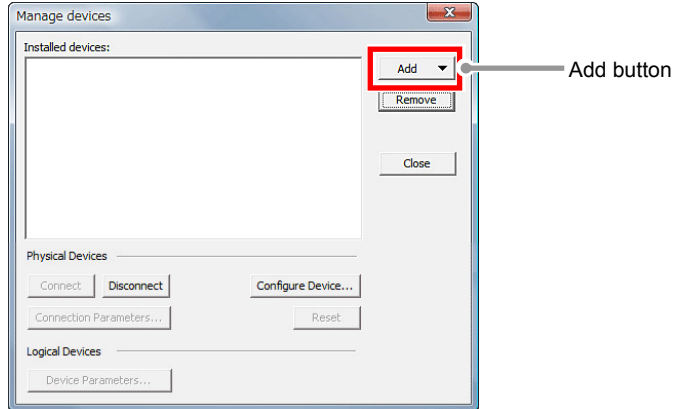 Manage devices
Installed devices:
Add
Add button
Remove
Close
Physical Devices
Connect
Disconnect
Configure Device...
Connection Parameters...
Reset
Logical Devices
Device Parameters...